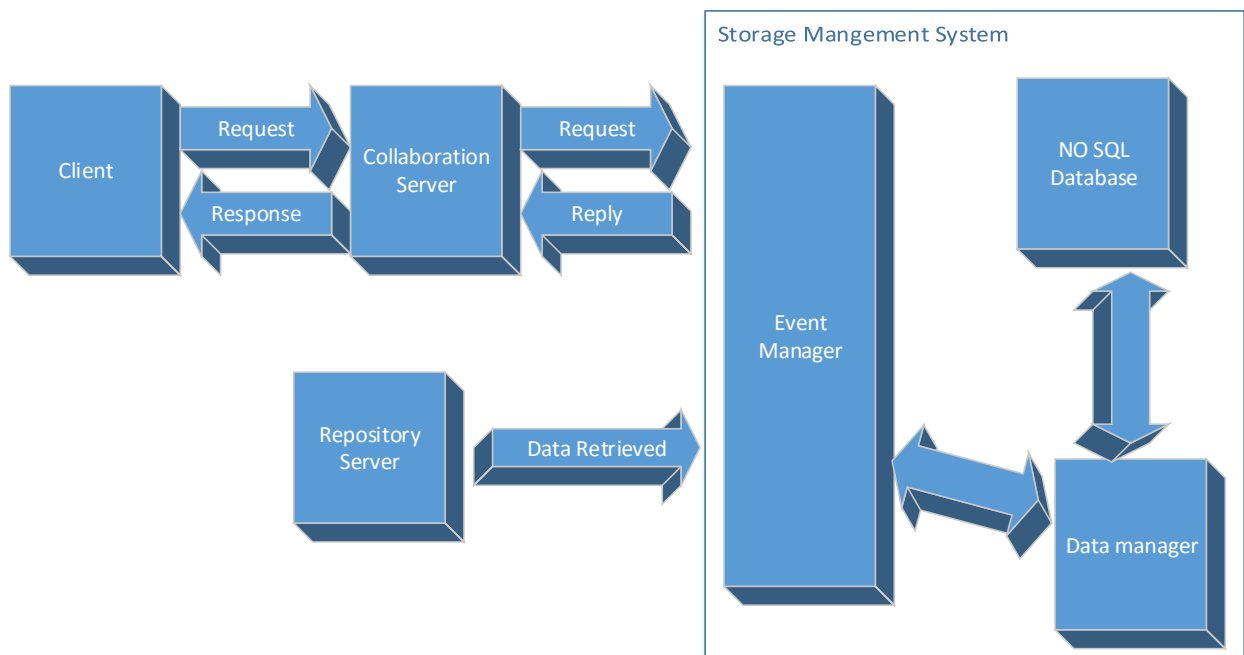 Storage Mangement System
Client
Request
Response
Collaboration
Server
Request
Reply
Event
Manager
NO SQL
Database
Repository
Server
Data Retrieved
Data manager